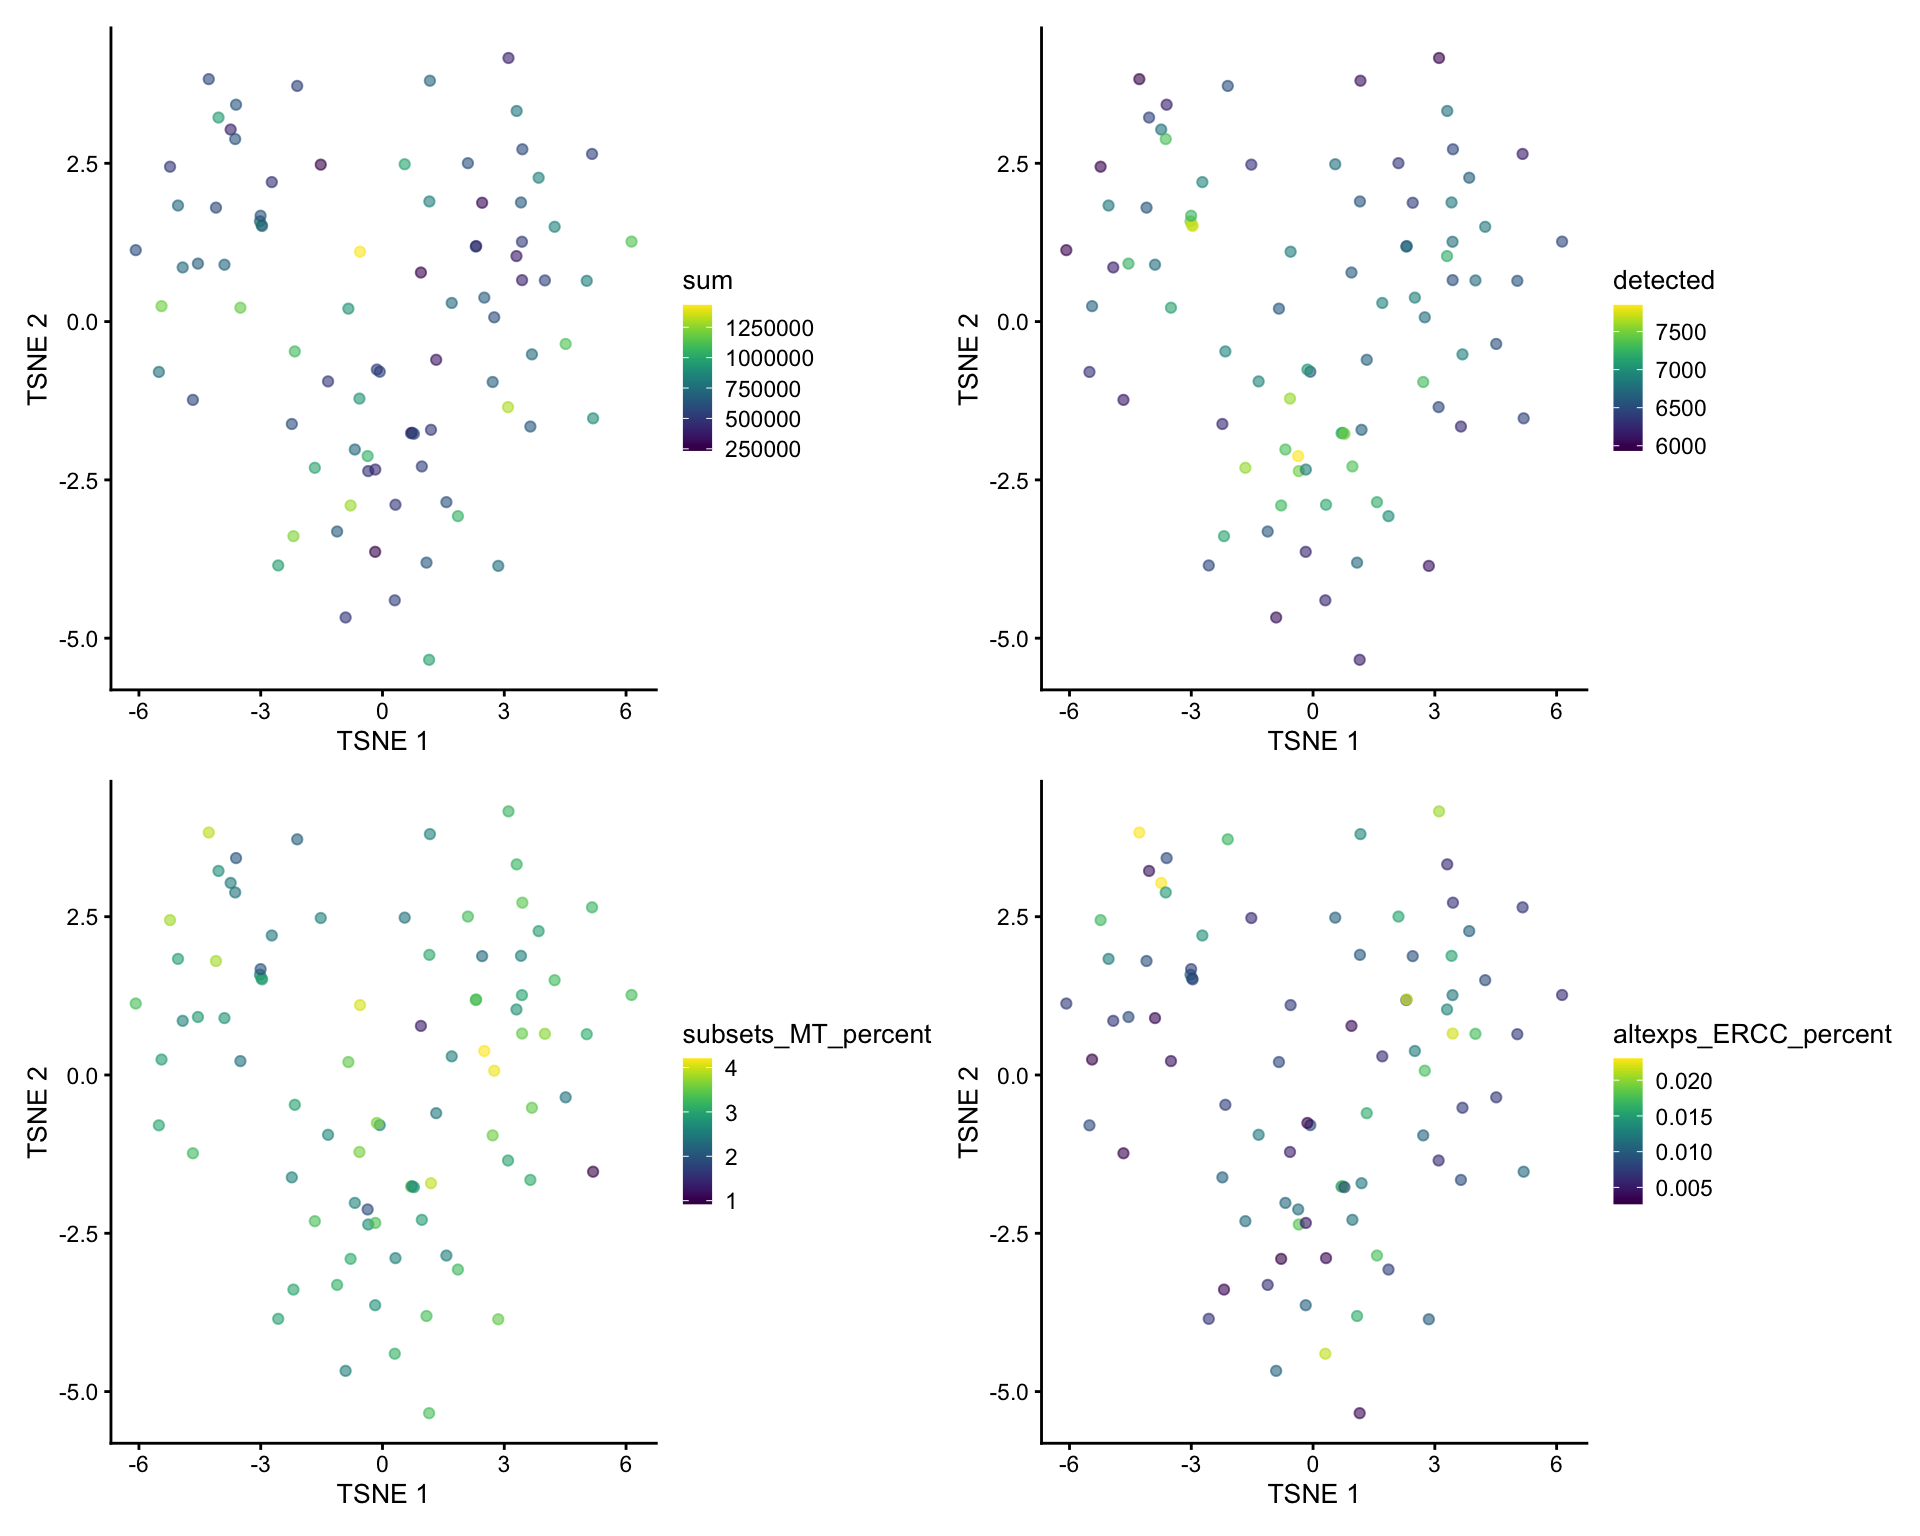 2.5
0.0
-2.5
-5.0
TSNE 2
-6 -3 0 3 6
TSNE 1
sum
1250000
1000000
750000
500000
250000
2.5
0.0
-2.5
-5.0
TSNE 2
-6 -3 0 3 6
TSNE 1
detected
7500
7000
6500
6000
2.5
0.0
-2.5
-5.0
TSNE 2
-6 -3 0 3 6
TSNE 1
subsets_MT_percent
4
3
2
1
2.5
0.0
-2.5
-5.0
TSNE 2
-6 -3 0 3 6
TSNE 1
altexps_ERCC_percent
0.020
0.015
0.010
0.005